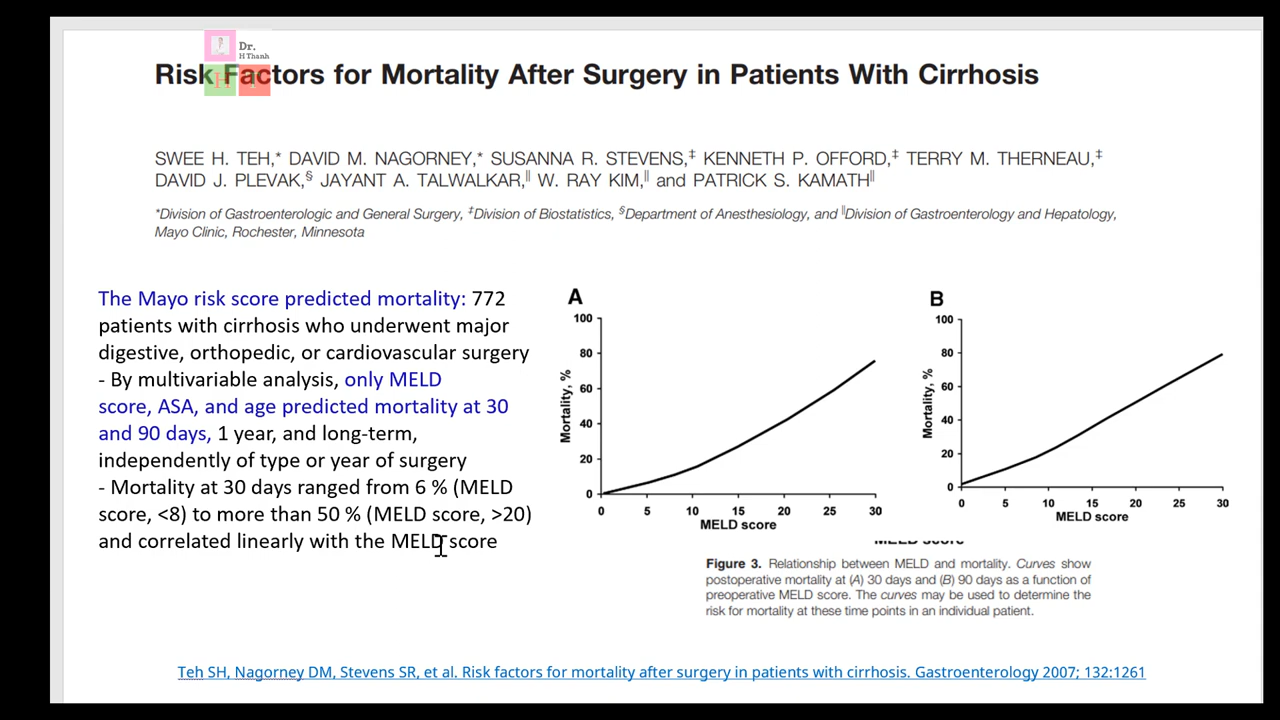 Dr.
H Thanh
H T
Risk Factors for Mortality After Surgery in Patients With Cirrhosis
SWEE H. TEH,* DAVID M. NAGORNEY,* SUSANNA R. STEVENS,‡ KENNETH P. OFFORD,‡ TERRY M. THERNEAU,‡
DAVID J. PLEVAK,§ JAYANT A. TALWALKAR,‖ W. RAY KIM,‖ and PATRICK S. KAMATH‖
*Division of Gastroenterologic and General Surgery, ‡Division of Biostatistics, §Department of Anesthesiology, and ‖Division of Gastroenterology and Hepatology,
Mayo Clinic, Rochester, Minnesota
The Mayo risk score predicted mortality: 772
patients with cirrhosis who underwent major
digestive, orthopedic, or cardiovascular surgery
- By multivariable analysis, only MELD
score, ASA, and age predicted mortality at 30
and 90 days, 1 year, and long-term,
independently of type or year of surgery
- Mortality at 30 days ranged from 6 % (MELD
score, <8) to more than 50 % (MELD score, >20)
and correlated linearly with the MELD score
A
100
80
60
40
20
0
Mortality, %
0 5 10 15 20 25 30
MELD score
B
100
80
60
40
20
0
Mortality, %
0 5 10 15 20 25 30
MELD score
MELD score
Figure 3. Relationship between MELD and mortality. Curves show
postoperative mortality at (A) 30 days and (B) 90 days as a function of
preoperative MELD score. The curves may be used to determine the
risk for mortality at these time points in an individual patient.
Teh SH, Nagorney DM, Stevens SR, et al. Risk factors for mortality after surgery in patients with cirrhosis. Gastroenterology 2007; 132:1261